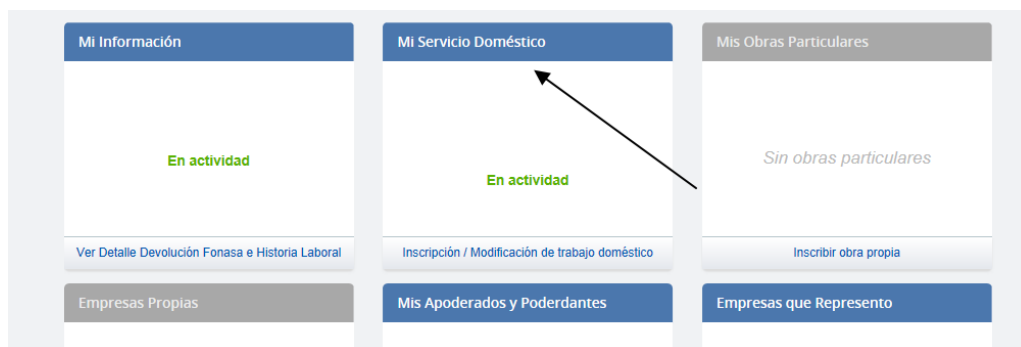 Mi Información
Mi Servicio Doméstico
Mis Obras Particulares
En actividad
En actividad
Sin obras particulares
Ver Detalle Devolución Fonasa e Historia Laboral
Inscripción / Modificación de trabajo doméstico
Inscribir obra propia
Empresas Propias
Mis Apoderados y Poderdantes
Empresas que Represento